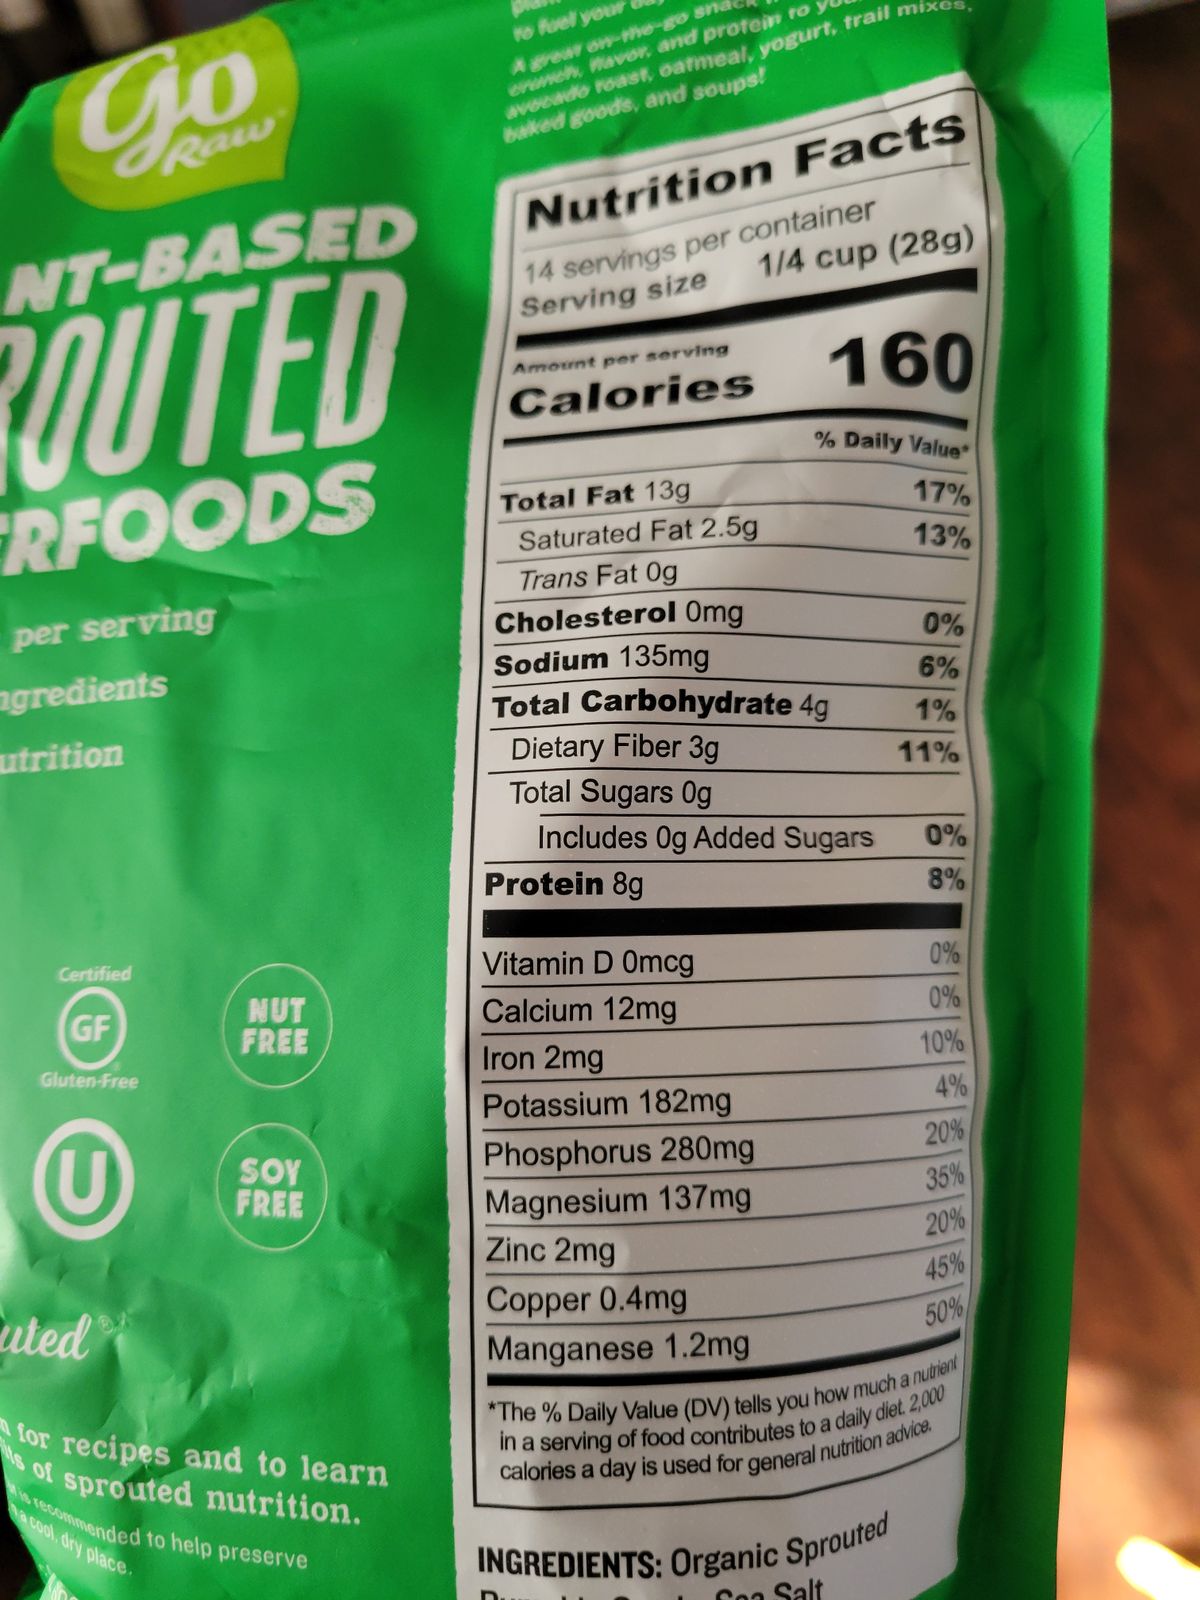 go
Raw
NT-BASED
ROUTED
ERFOODS
per serving
ngredients
utrition
Certified
GF
Gluten-Free
NUT
FREE
U
SOY
FREE
uted®
for recipes and to learn
of sprouted nutrition.
is recommended to help preserve
a cool, dry place.
to fuel your
A great on-the-go snack
crunch, flavor, and protein to
avocado toast, oatmeal, yogurt, trail mixes,
baked goods, and soups!
Nutrition Facts
14 servings per container
Serving size 1/4 cup (28g)
Amount per serving
Calories 160
% Daily Value*
Total Fat 13g 17%
Saturated Fat 2.5g 13%
Trans Fat 0g
Cholesterol 0mg 0%
Sodium 135mg 6%
Total Carbohydrate 4g 1%
Dietary Fiber 3g 11%
Total Sugars 0g
Includes 0g Added Sugars 0%
Protein 8g 8%
Vitamin D 0mcg 0%
Calcium 12mg 0%
Iron 2mg 10%
Potassium 182mg 4%
Phosphorus 280mg 20%
Magnesium 137mg 35%
Zinc 2mg 20%
Copper 0.4mg 45%
Manganese 1.2mg 50%
*The % Daily Value (DV) tells you how much a nutrient
in a serving of food contributes to a daily diet. 2,000
calories a day is used for general nutrition advice.
INGREDIENTS: Organic Sprouted
Sea Salt